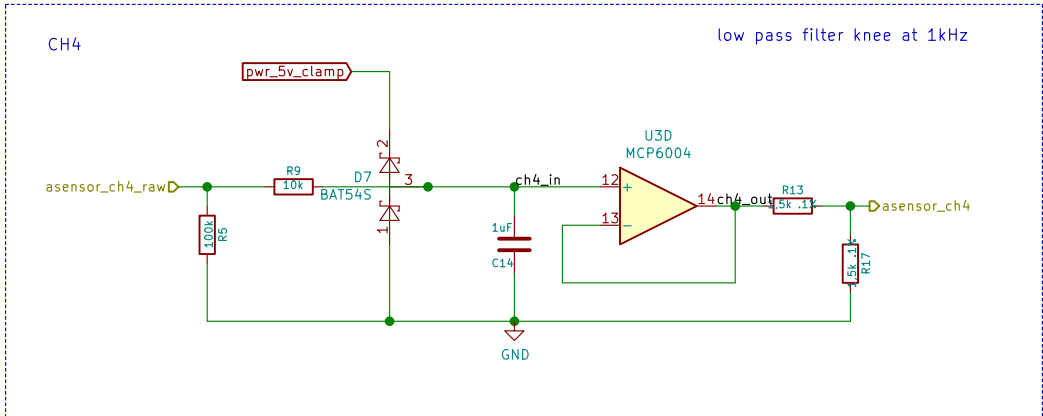 CH4
low pass filter knee at 1kHz
pwr_5v_clamp
U3D
MCP6004
2
R9
10k
D7
BAT54S
3
ch4_in
12
+
asensor_ch4_raw
14
ch4_out
R13
asensor_ch4
13
−
100k
R5
1
1uF
C14
1.5k .1%
R17
GND